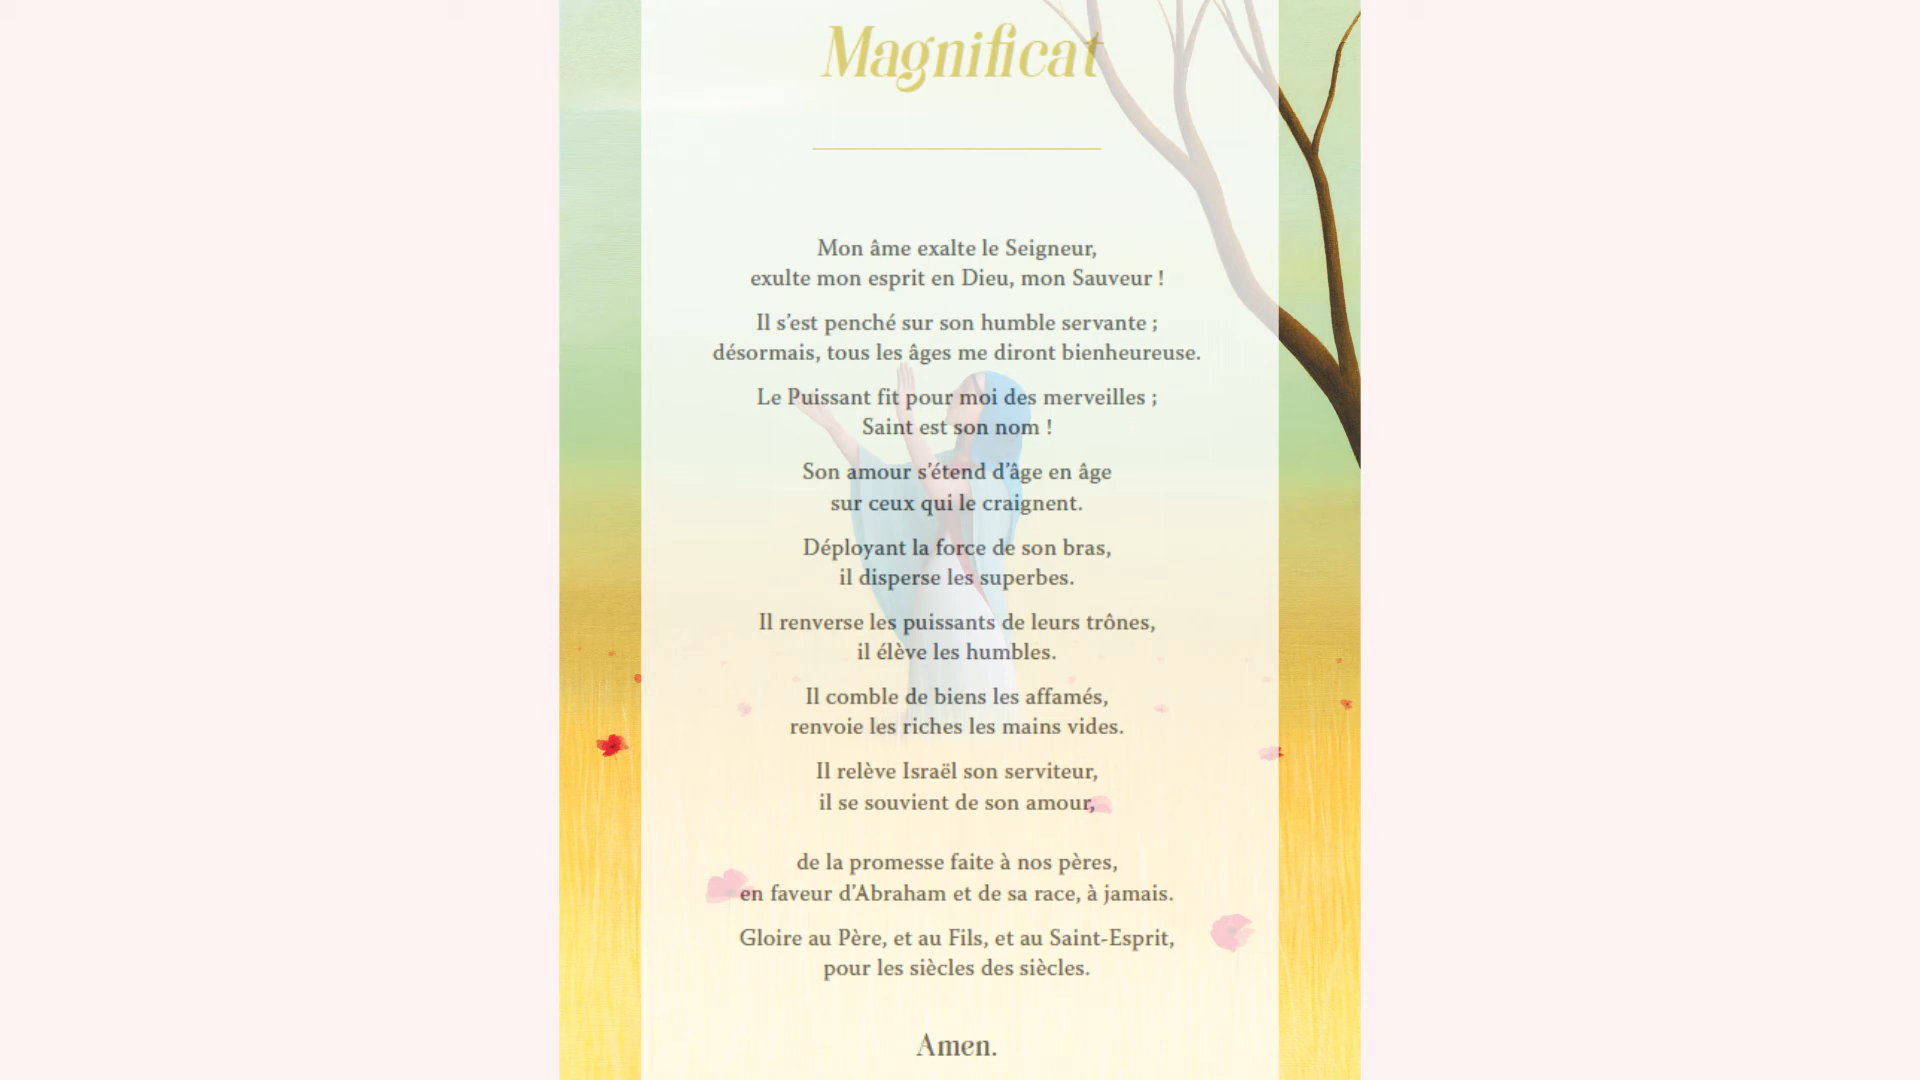 Magnificat
Mon âme exalte le Seigneur,
exulte mon esprit en Dieu, mon Sauveur !
Il s’est penché sur son humble servante ;
désormais, tous les âges me diront bienheureuse.
Le Puissant fit pour moi des merveilles ;
Saint est son nom !
Son amour s’étend d’âge en âge
sur ceux qui le craignent.
Déployant la force de son bras,
il disperse les superbes.
Il renverse les puissants de leurs trônes,
il élève les humbles.
Il comble de biens les affamés,
renvoie les riches les mains vides.
Il relève Israël son serviteur,
il se souvient de son amour,
de la promesse faite à nos pères,
en faveur d’Abraham et de sa race, à jamais.
Gloire au Père, et au Fils, et au Saint-Esprit,
pour les siècles des siècles.
Amen.